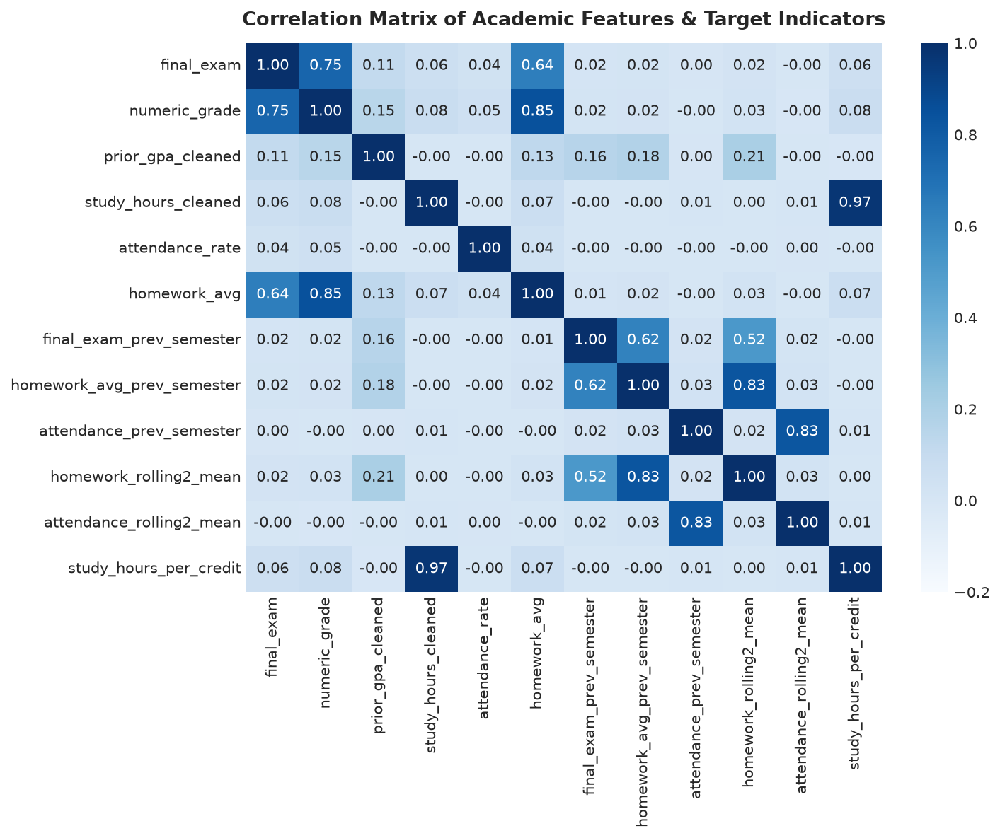 Correlation Matrix of Academic Features & Target Indicators
final_exam 1.00 0.75 0.11 0.06 0.04 0.64 0.02 0.02 0.00 0.02 -0.00 0.06
numeric_grade 0.75 1.00 0.15 0.08 0.05 0.85 0.02 0.02 -0.00 0.03 -0.00 0.08
prior_gpa_cleaned 0.11 0.15 1.00 -0.00 -0.00 0.13 0.16 0.18 0.00 0.21 -0.00 -0.00
study_hours_cleaned 0.06 0.08 -0.00 1.00 -0.00 0.07 -0.00 -0.00 0.01 0.00 0.01 0.97
attendance_rate 0.04 0.05 -0.00 -0.00 1.00 0.04 -0.00 -0.00 -0.00 -0.00 0.00 -0.00
homework_avg 0.64 0.85 0.13 0.07 0.04 1.00 0.01 0.02 -0.00 0.03 -0.00 0.07
final_exam_prev_semester 0.02 0.02 0.16 -0.00 -0.00 0.01 1.00 0.62 0.02 0.52 0.02 -0.00
homework_avg_prev_semester 0.02 0.02 0.18 -0.00 -0.00 0.02 0.62 1.00 0.03 0.83 0.03 -0.00
attendance_prev_semester 0.00 -0.00 0.00 0.01 -0.00 -0.00 0.02 0.03 1.00 0.02 0.83 0.01
homework_rolling2_mean 0.02 0.03 0.21 0.00 -0.00 0.03 0.52 0.83 0.02 1.00 0.03 0.00
attendance_rolling2_mean -0.00 -0.00 -0.00 0.01 0.00 -0.00 0.02 0.03 0.83 0.03 1.00 0.01
study_hours_per_credit 0.06 0.08 -0.00 0.97 -0.00 0.07 -0.00 -0.00 0.01 0.00 0.01 1.00
final_exam
numeric_grade
prior_gpa_cleaned
study_hours_cleaned
attendance_rate
homework_avg
final_exam_prev_semester
homework_avg_prev_semester
attendance_prev_semester
homework_rolling2_mean
attendance_rolling2_mean
study_hours_per_credit
1.0
0.8
0.6
0.4
0.2
0.0
−0.2